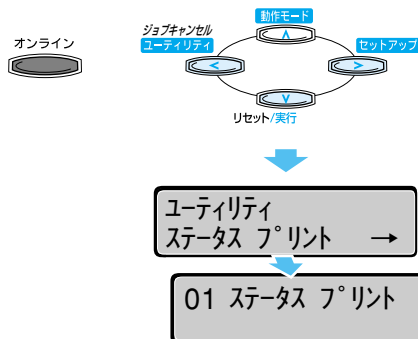 動作モード
ジョブキャンセル
オンライン
ユーティリティ
セットアップ
リセット/実行
ユーティリティ
ステータス プリント →
01 ステータス プリント